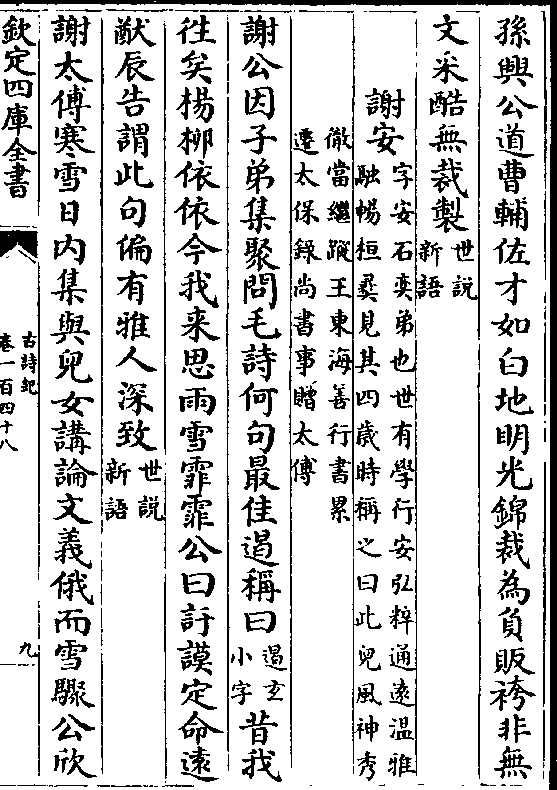 孫興公道曹輔佐才如白地明光錦裁為負版袴非無
文采酷無裁製世說
新語
謝安字安石奕弟也世有學行安弘粹通遠温雅
融暢桓彛見其四歳時稱之曰此兒風神秀
徹當繼蹤王東海善行書累
遷太保録尚書事贈太傅
謝公因子弟集聚問毛詩何句最佳遏稱曰遏玄
小字昔我
徃矣楊栁依依今我来思雨雪霏霏公曰訏謨定命遠
猷辰告謂此句偏有雅人深致世說
新語
謝太傅寒雪日内集與兒女講論文義俄而雪驟公欣
欽定四庫全書
古詩紀
卷一百四十八
九